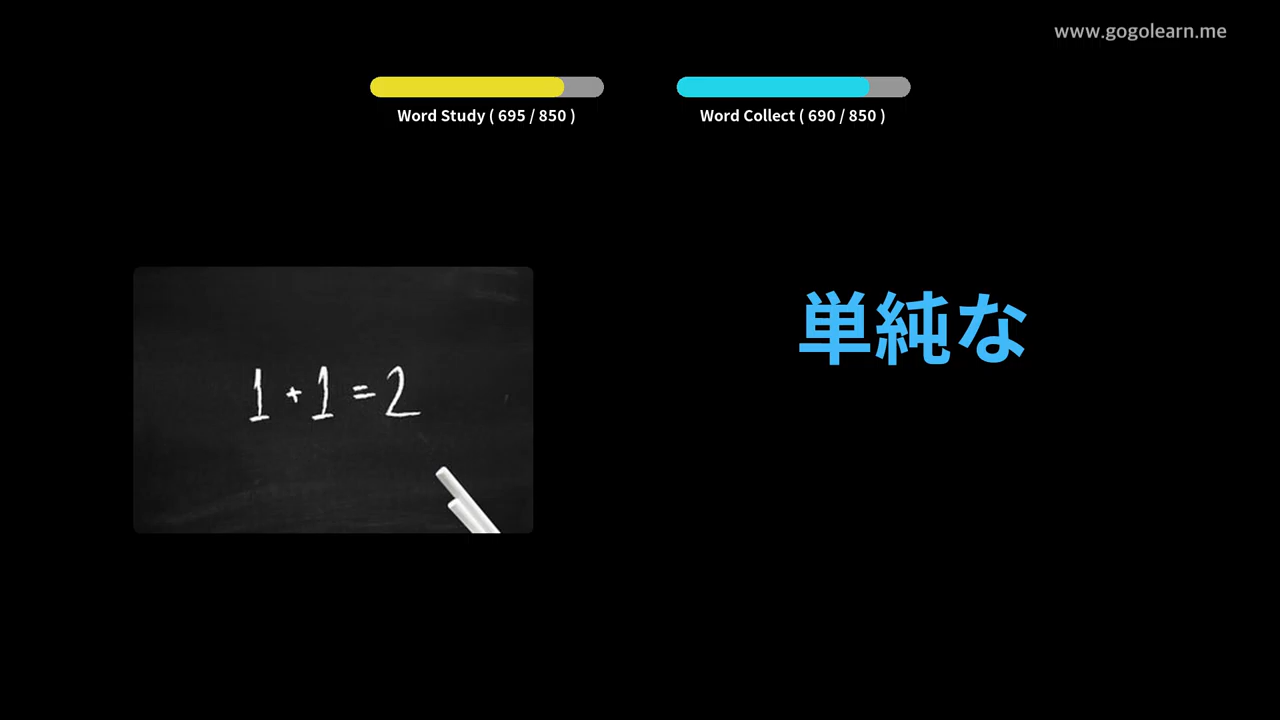 www.gogolearn.me
Word Study ( 695 / 850 )
Word Collect ( 690 / 850 )
単純な
1 + 1 = 2